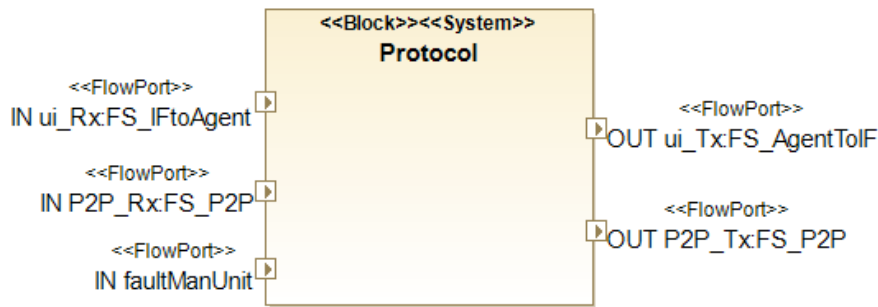 <<Block>><<System>>
Protocol
<<FlowPort>>
IN ui_Rx:FS_IFtoAgent
<<FlowPort>>
IN P2P_Rx:FS_P2P
<<FlowPort>>
IN faultManUnit
<<FlowPort>>
OUT ui_Tx:FS_AgentToIF
<<FlowPort>>
OUT P2P_Tx:FS_P2P